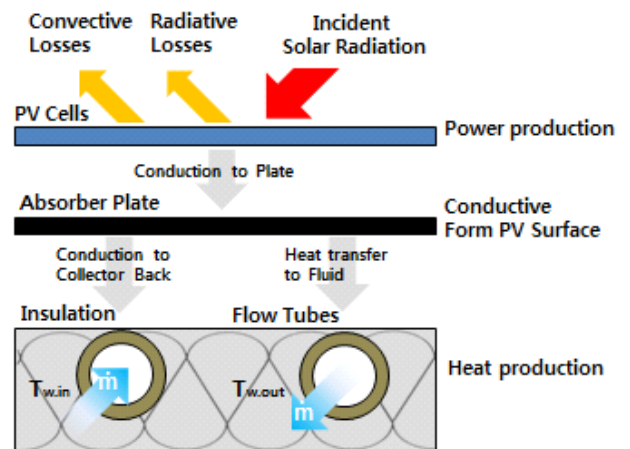 Convective
Losses
Radiative
Losses
Incident
Solar Radiation
PV Cells
Power production
Conduction to Plate
Absorber Plate
Conductive
Form PV Surface
Conduction to
Collector Back
Heat transfer
to Fluid
Insulation
Flow Tubes
Tw.in
ṁ
Tw.out
ṁ
Heat production